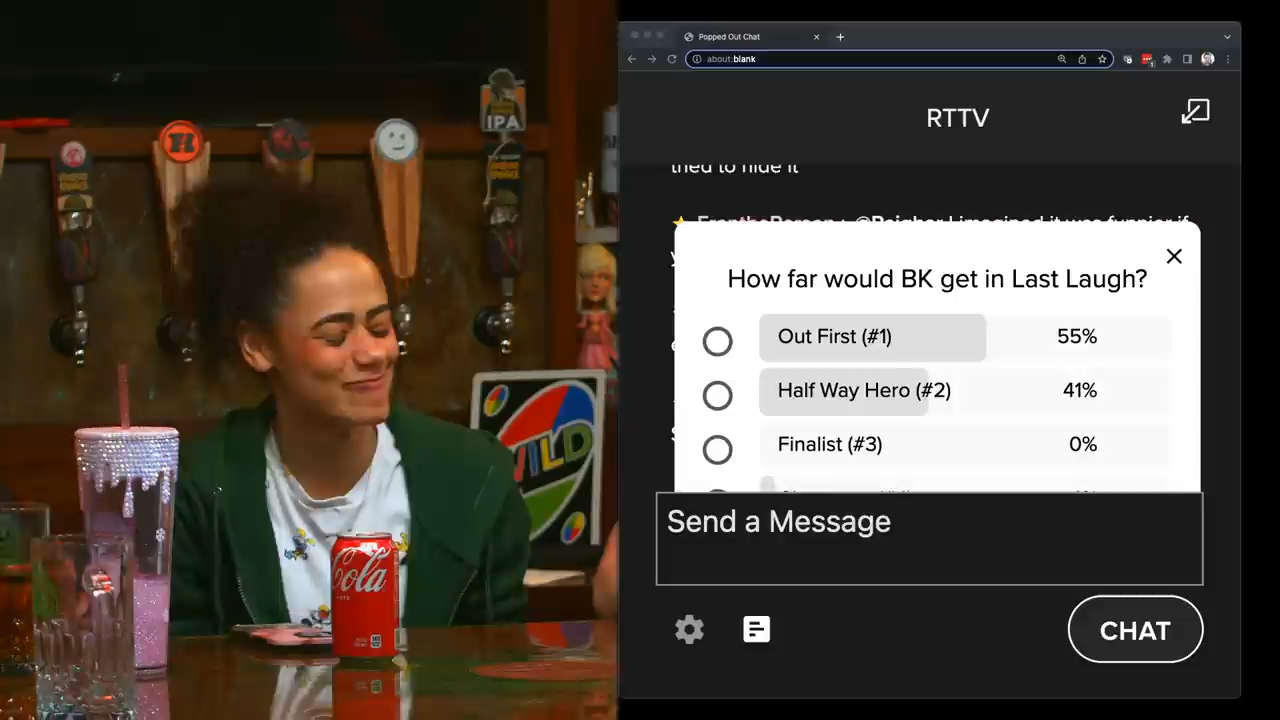 Popped Out Chat
about:blank
RTTV
tried to hide it
How far would BK get in Last Laugh?
Out First (#1)
55%
Half Way Hero (#2)
41%
Finalist (#3)
0%
Send a Message
CHAT
IPA
WILD
Cola